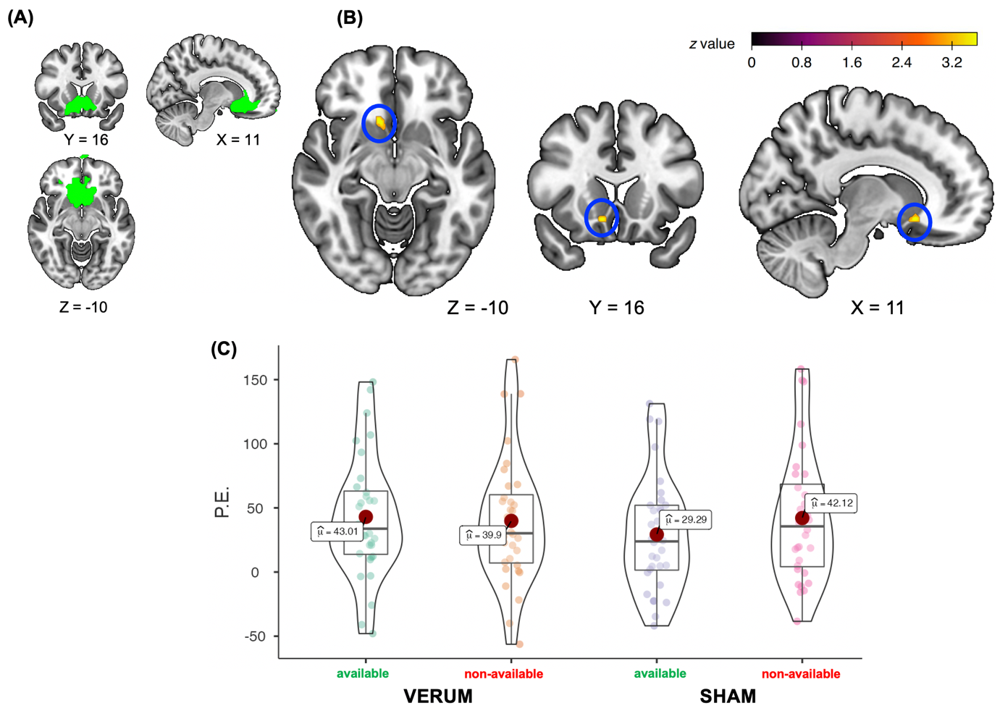 (A)
(B)
z value
0 0.8 1.6 2.4 3.2
Y = 16
X = 11
Z = -10
Z = -10
Y = 16
X = 11
(C)
P.E.
150
100
50
0
-50
μ̂ = 43.01
μ̂ = 39.9
μ̂ = 29.29
μ̂ = 42.12
available
non-available
available
non-available
VERUM
SHAM